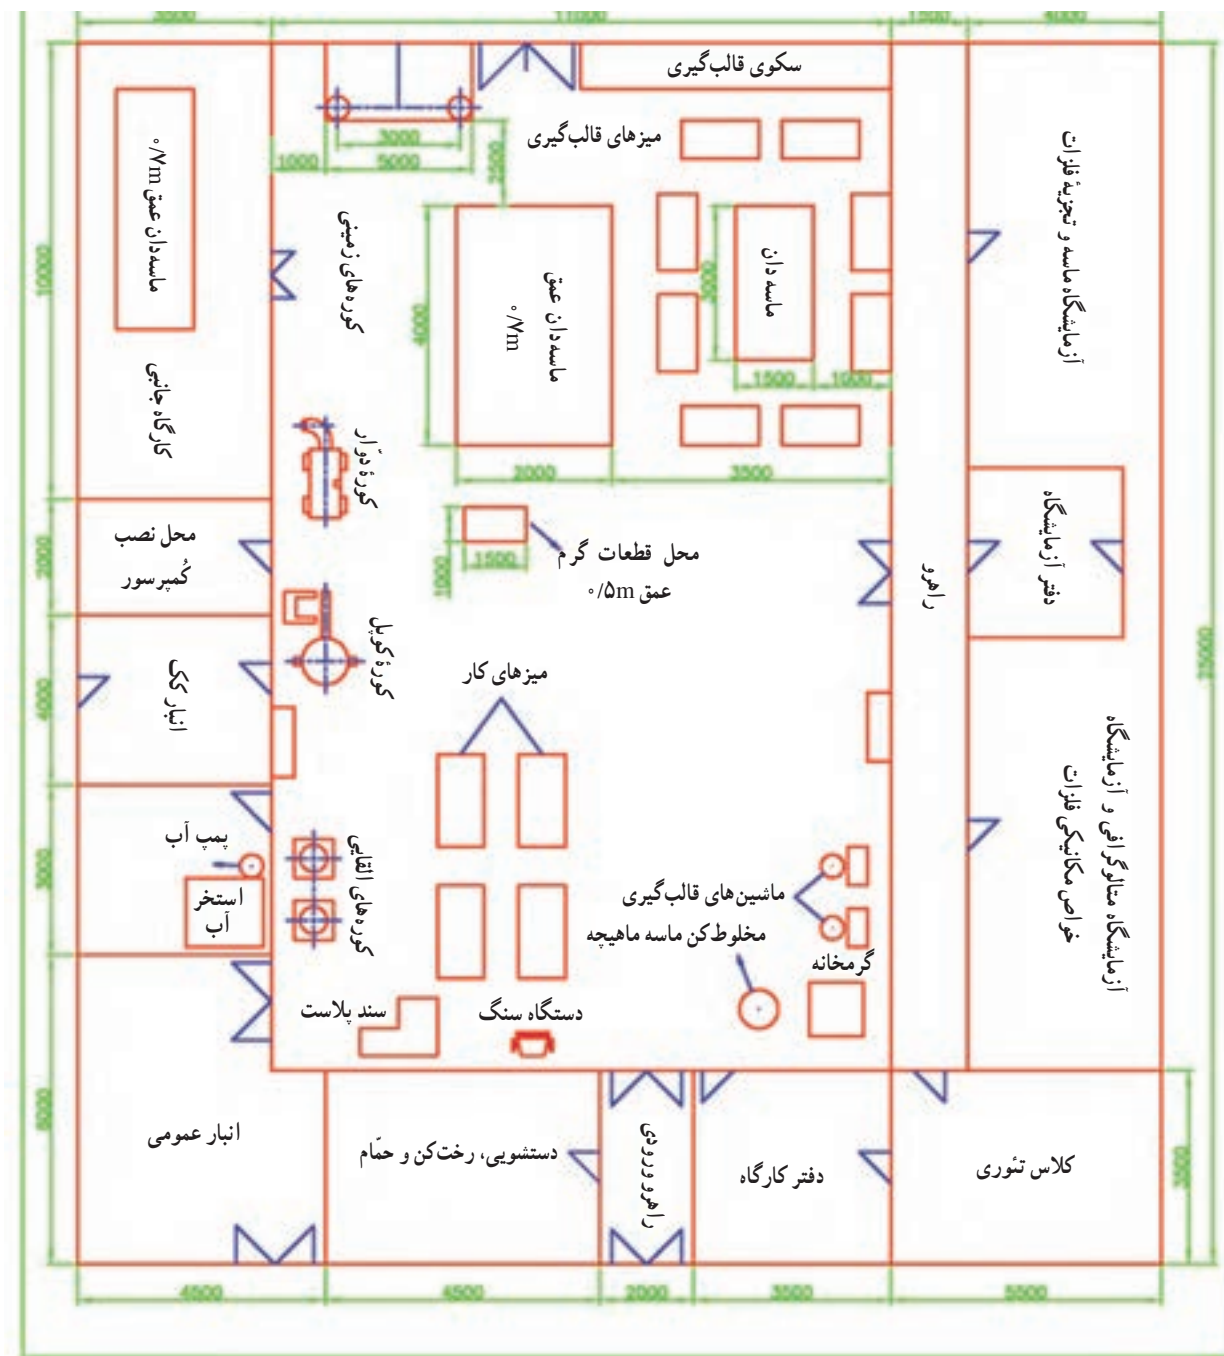 11000
1500
4000
سکوی قالب‌گیری
میزهای قالب‌گیری
ماسه‌دان عمق ۰/۷m
آزمایشگاه ماسه و تجزیهٔ فلزات
3000
5000
1000
2500
کوره‌های زمینی
ماسه‌دان عمق
۰/۷m
ماسه دان
10000
4000
3000
1500
1000
کارگاه جانبی
کورهٔ دوّار
2000
3500
محل نصب
کُمپرسور
2000
1000
1500
محل قطعات گرم
عمق ۰/۵m
راهرو
دفتر آزمایشگاه
کورهٔ کوپل
انبار کک
4000
میزهای کار
آزمایشگاه متالوگرافی و آزمایشگاه
خواص مکانیکی فلزات
پمپ آب
استخر
آب
کوره‌های القایی
ماشین‌های قالب‌گیری
مخلوط‌کن ماسه ماهیچه
گرمخانه
سند پلاست
دستگاه سنگ
انبار عمومی
دستشویی، رخت‌کن و حمّام
راهرو ورودی
دفتر کارگاه
کلاس تئوری
3500
4500
4500
2000
3500
5500